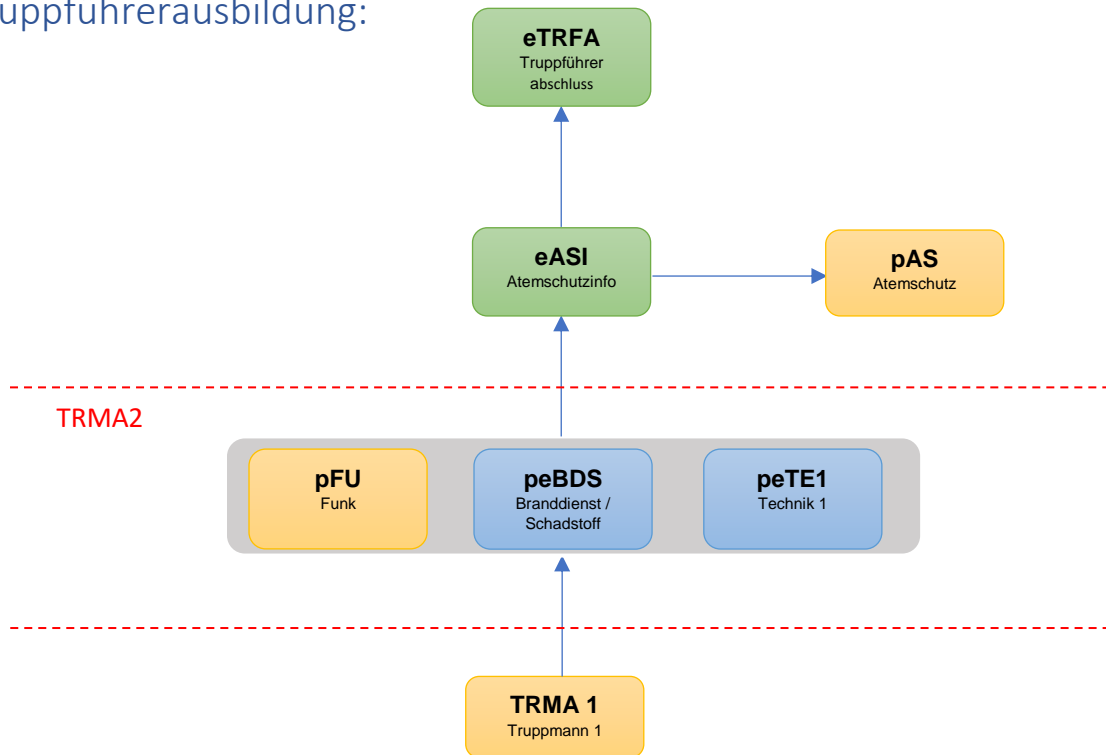 uppführerausbildung:
eTRFA
Truppführer
abschluss
eASI
Atemschutzinfo
pAS
Atemschutz
TRMA2
pFU
Funk
peBDS
Branddienst /
Schadstoff
peTE1
Technik 1
TRMA 1
Truppmann 1